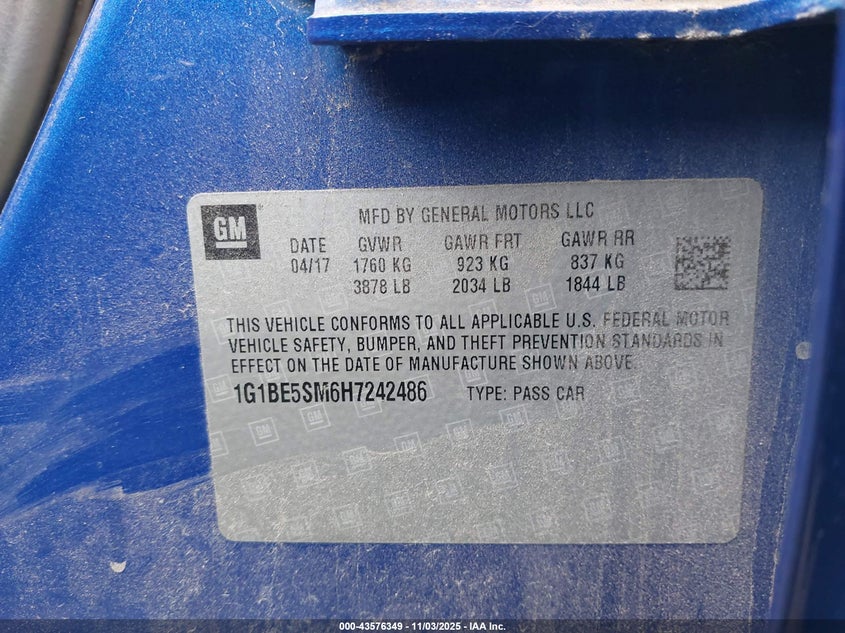 GM
MFD BY GENERAL MOTORS LLC
DATE GVWR GAWR FRT GAWR RR
04/17 1760 KG 923 KG 837 KG
3878 LB 2034 LB 1844 LB
THIS VEHICLE CONFORMS TO ALL APPLICABLE U.S. FEDERAL MOTOR
VEHICLE SAFETY, BUMPER, AND THEFT PREVENTION STANDARDS IN
EFFECT ON THE DATE OF MANUFACTURE SHOWN ABOVE.
1G1BE5SM6H7242486 TYPE: PASS CAR
000-43576349 - 11/03/2025 - IAA Inc.